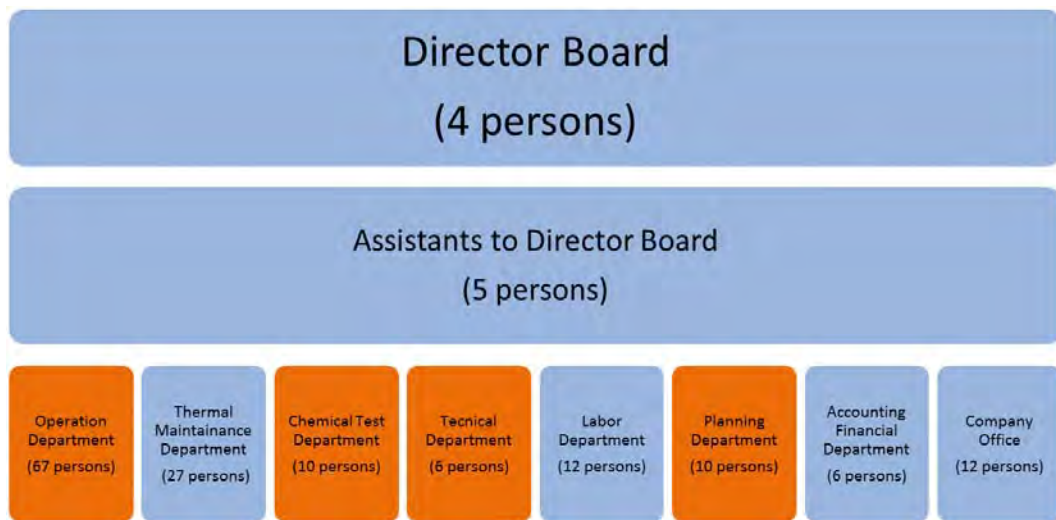 Director Board
(4 persons)
Assistants to Director Board
(5 persons)
Operation
Department
(67 persons)
Thermal
Maintainance
Department
(27 persons)
Chemical Test
Department
(10 persons)
Tecnical
Department
(6 persons)
Labor
Department
(12 persons)
Planning
Department
(10 persons)
Accounting
Financial
Department
(6 persons)
Company
Office
(12 persons)